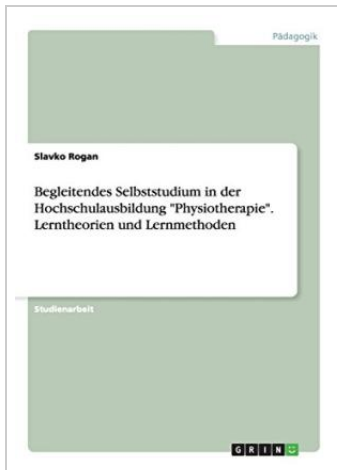 Pädagogik
Slavko Rogan
Begleitendes Selbststudium in der
Hochschulausbildung "Physiotherapie".
Lerntheorien und Lernmethoden
Studienarbeit
GRIN